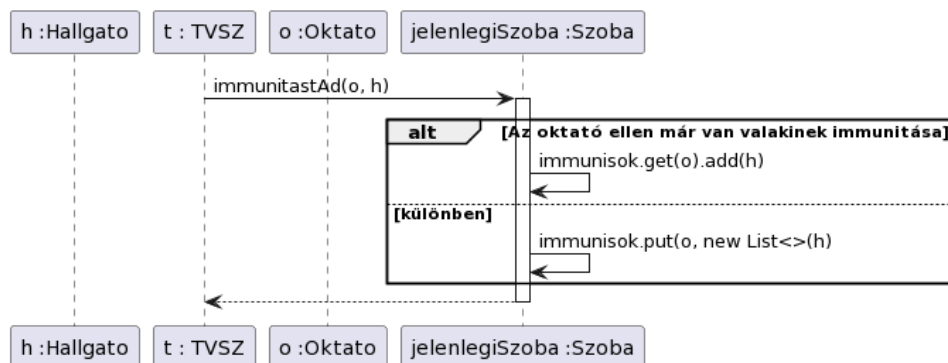 h :Hallgato
t : TVSZ
o :Oktato
jelenlegiSzoba :Szoba
immunitastAd(o, h)
alt
[Az oktató ellen már van valakinek immunitása]
immunisok.get(o).add(h)
[különben]
immunisok.put(o, new List<>(h)
h :Hallgato
t : TVSZ
o :Oktato
jelenlegiSzoba :Szoba